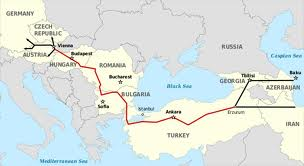 GERMANY
CZECH
REPUBLIC
Vienna
AUSTRIA
Budapest
HUNGARY
ROMANIA
Bucharest
BULGARIA
Sofia
Istanbul
Ankara
TURKEY
Erzurum
Black Sea
Mediterranean Sea
RUSSIA
Caspian Sea
Tbilisi
GEORGIA
Baku
AZERBAIJAN
IRAN